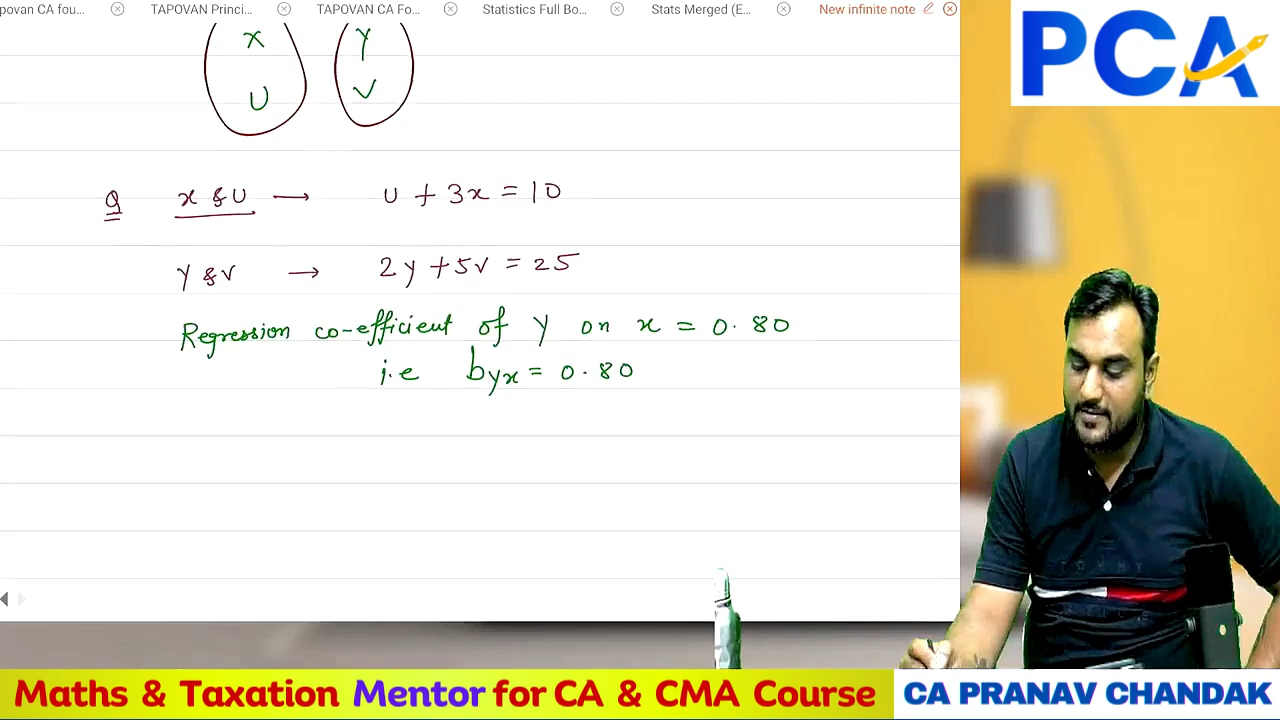 povan CA fou...
TAPOVAN Princi...
TAPOVAN CA Fo...
Statistics Full Bo...
Stats Merged (E...
New infinite note
PCA
x y
U V
Q x & U → U + 3x = 10
y & v → 2y + 5v = 25
Regression co-efficient of y on x = 0.80
i.e byx = 0.80
Maths & Taxation Mentor for CA & CMA Course
CA PRANAV CHANDAK